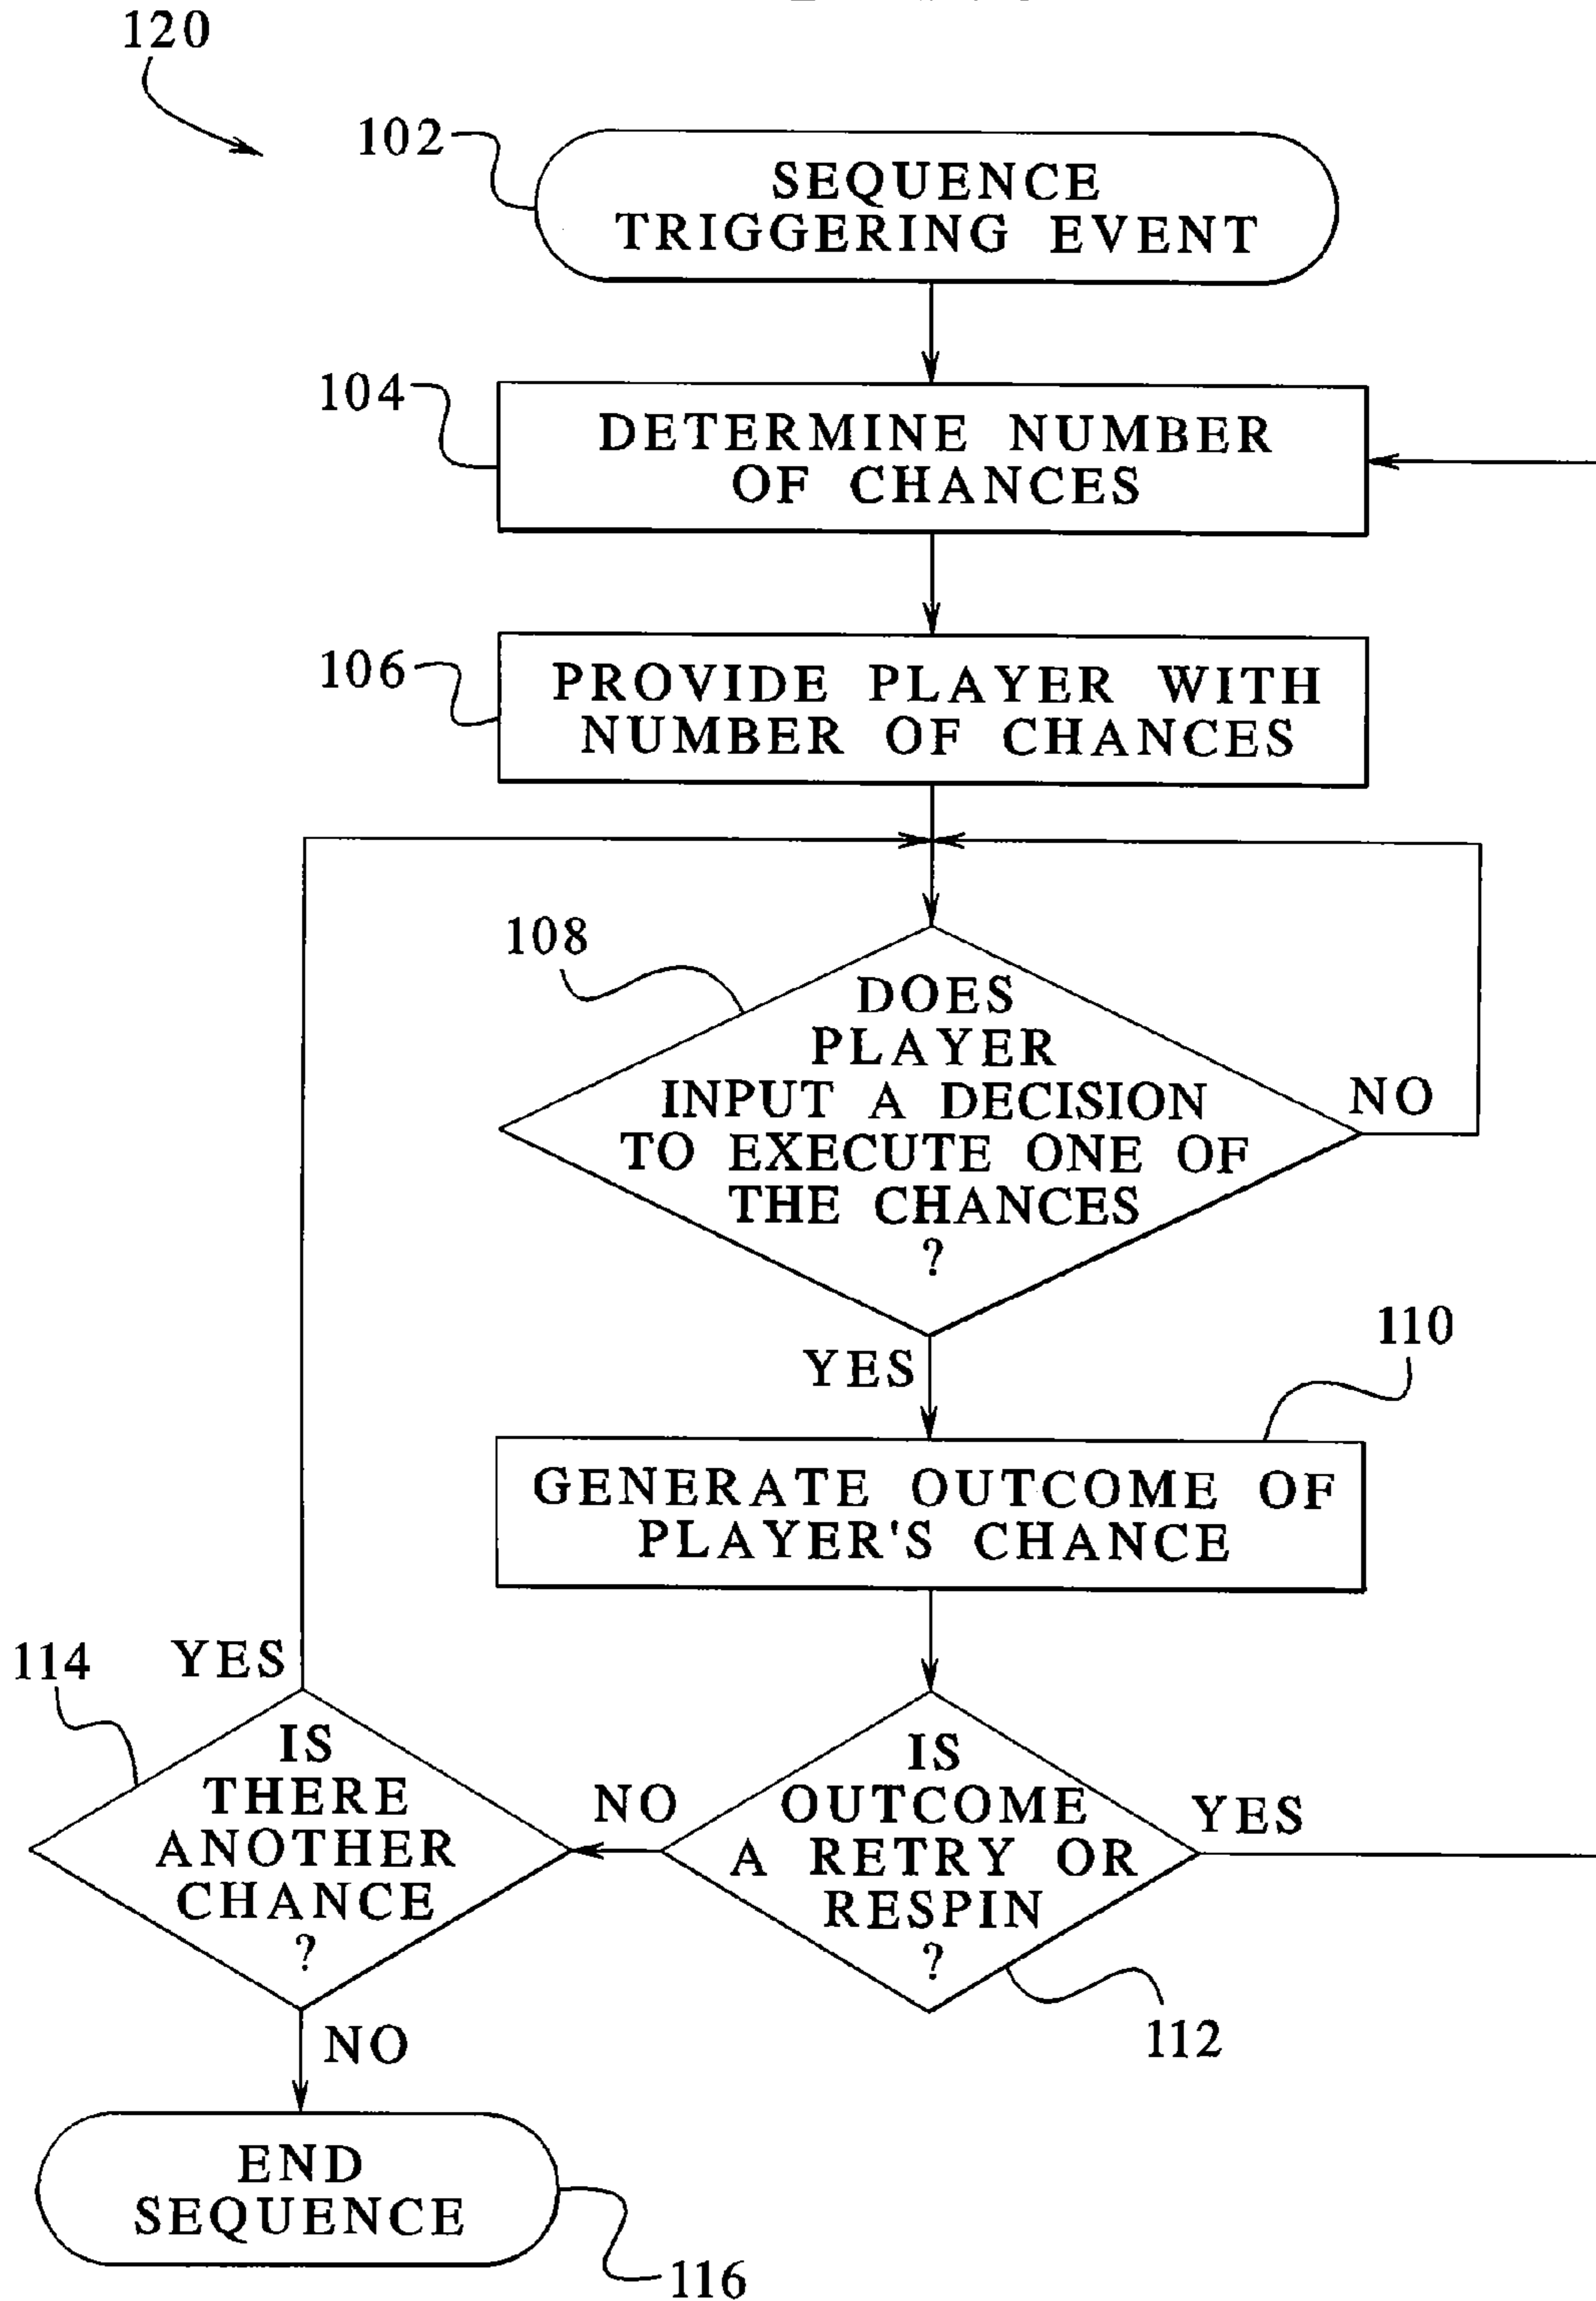 120
102
SEQUENCE
TRIGGERING EVENT
104
DETERMINE NUMBER
OF CHANCES
106
PROVIDE PLAYER WITH
NUMBER OF CHANCES
108
DOES
PLAYER
INPUT A DECISION
TO EXECUTE ONE OF
THE CHANCES
?
NO
YES
110
GENERATE OUTCOME OF
PLAYER'S CHANCE
114
YES
IS
THERE
ANOTHER
CHANCE
?
NO
IS
OUTCOME
A RETRY OR
RESPIN
?
YES
112
NO
END
SEQUENCE
116